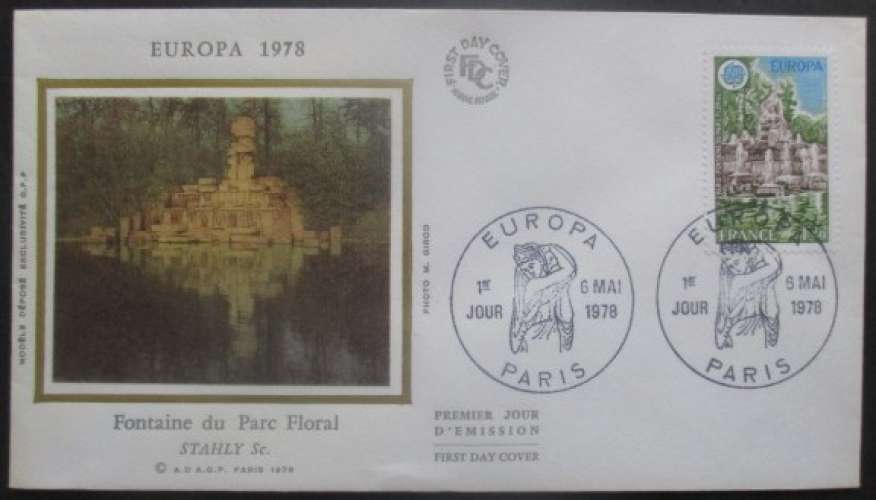 EUROPA 1978
MODÈLE DÉPOSÉ EXCLUSIVITÉ G.P.P
PHOTO M. GIROD
Fontaine du Parc Floral
STAHLY Sc.
© A.D.A.G.P. PARIS 1978
FIRST DAY COVER
FDC
EUROPA
FRANCE
EUROPA
1ER JOUR
6 MAI 1978
PARIS
EUROPA
1ER JOUR
6 MAI 1978
PARIS
PREMIER JOUR
D'EMISSION
FIRST DAY COVER